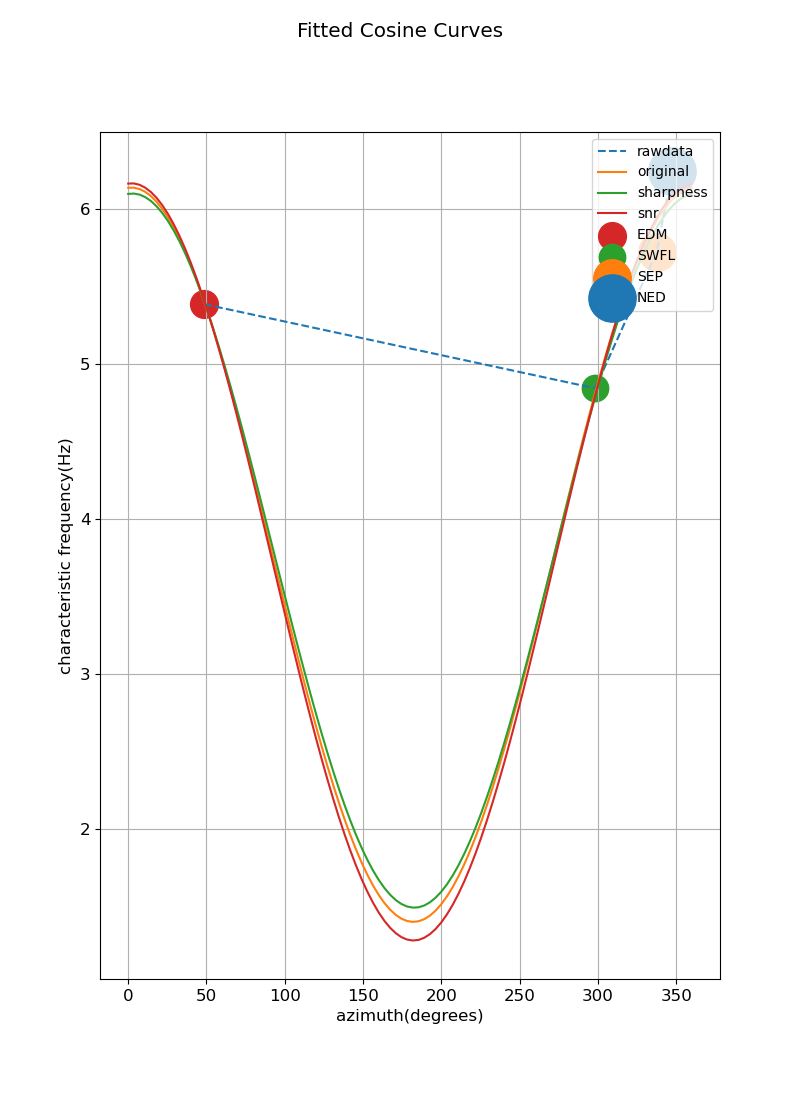 Fitted Cosine Curves
rawdata
original
sharpness
snr
EDM
SWFL
SEP
NED
characteristic frequency(Hz)
6
5
4
3
2
0 50 100 150 200 250 300 350
azimuth(degrees)